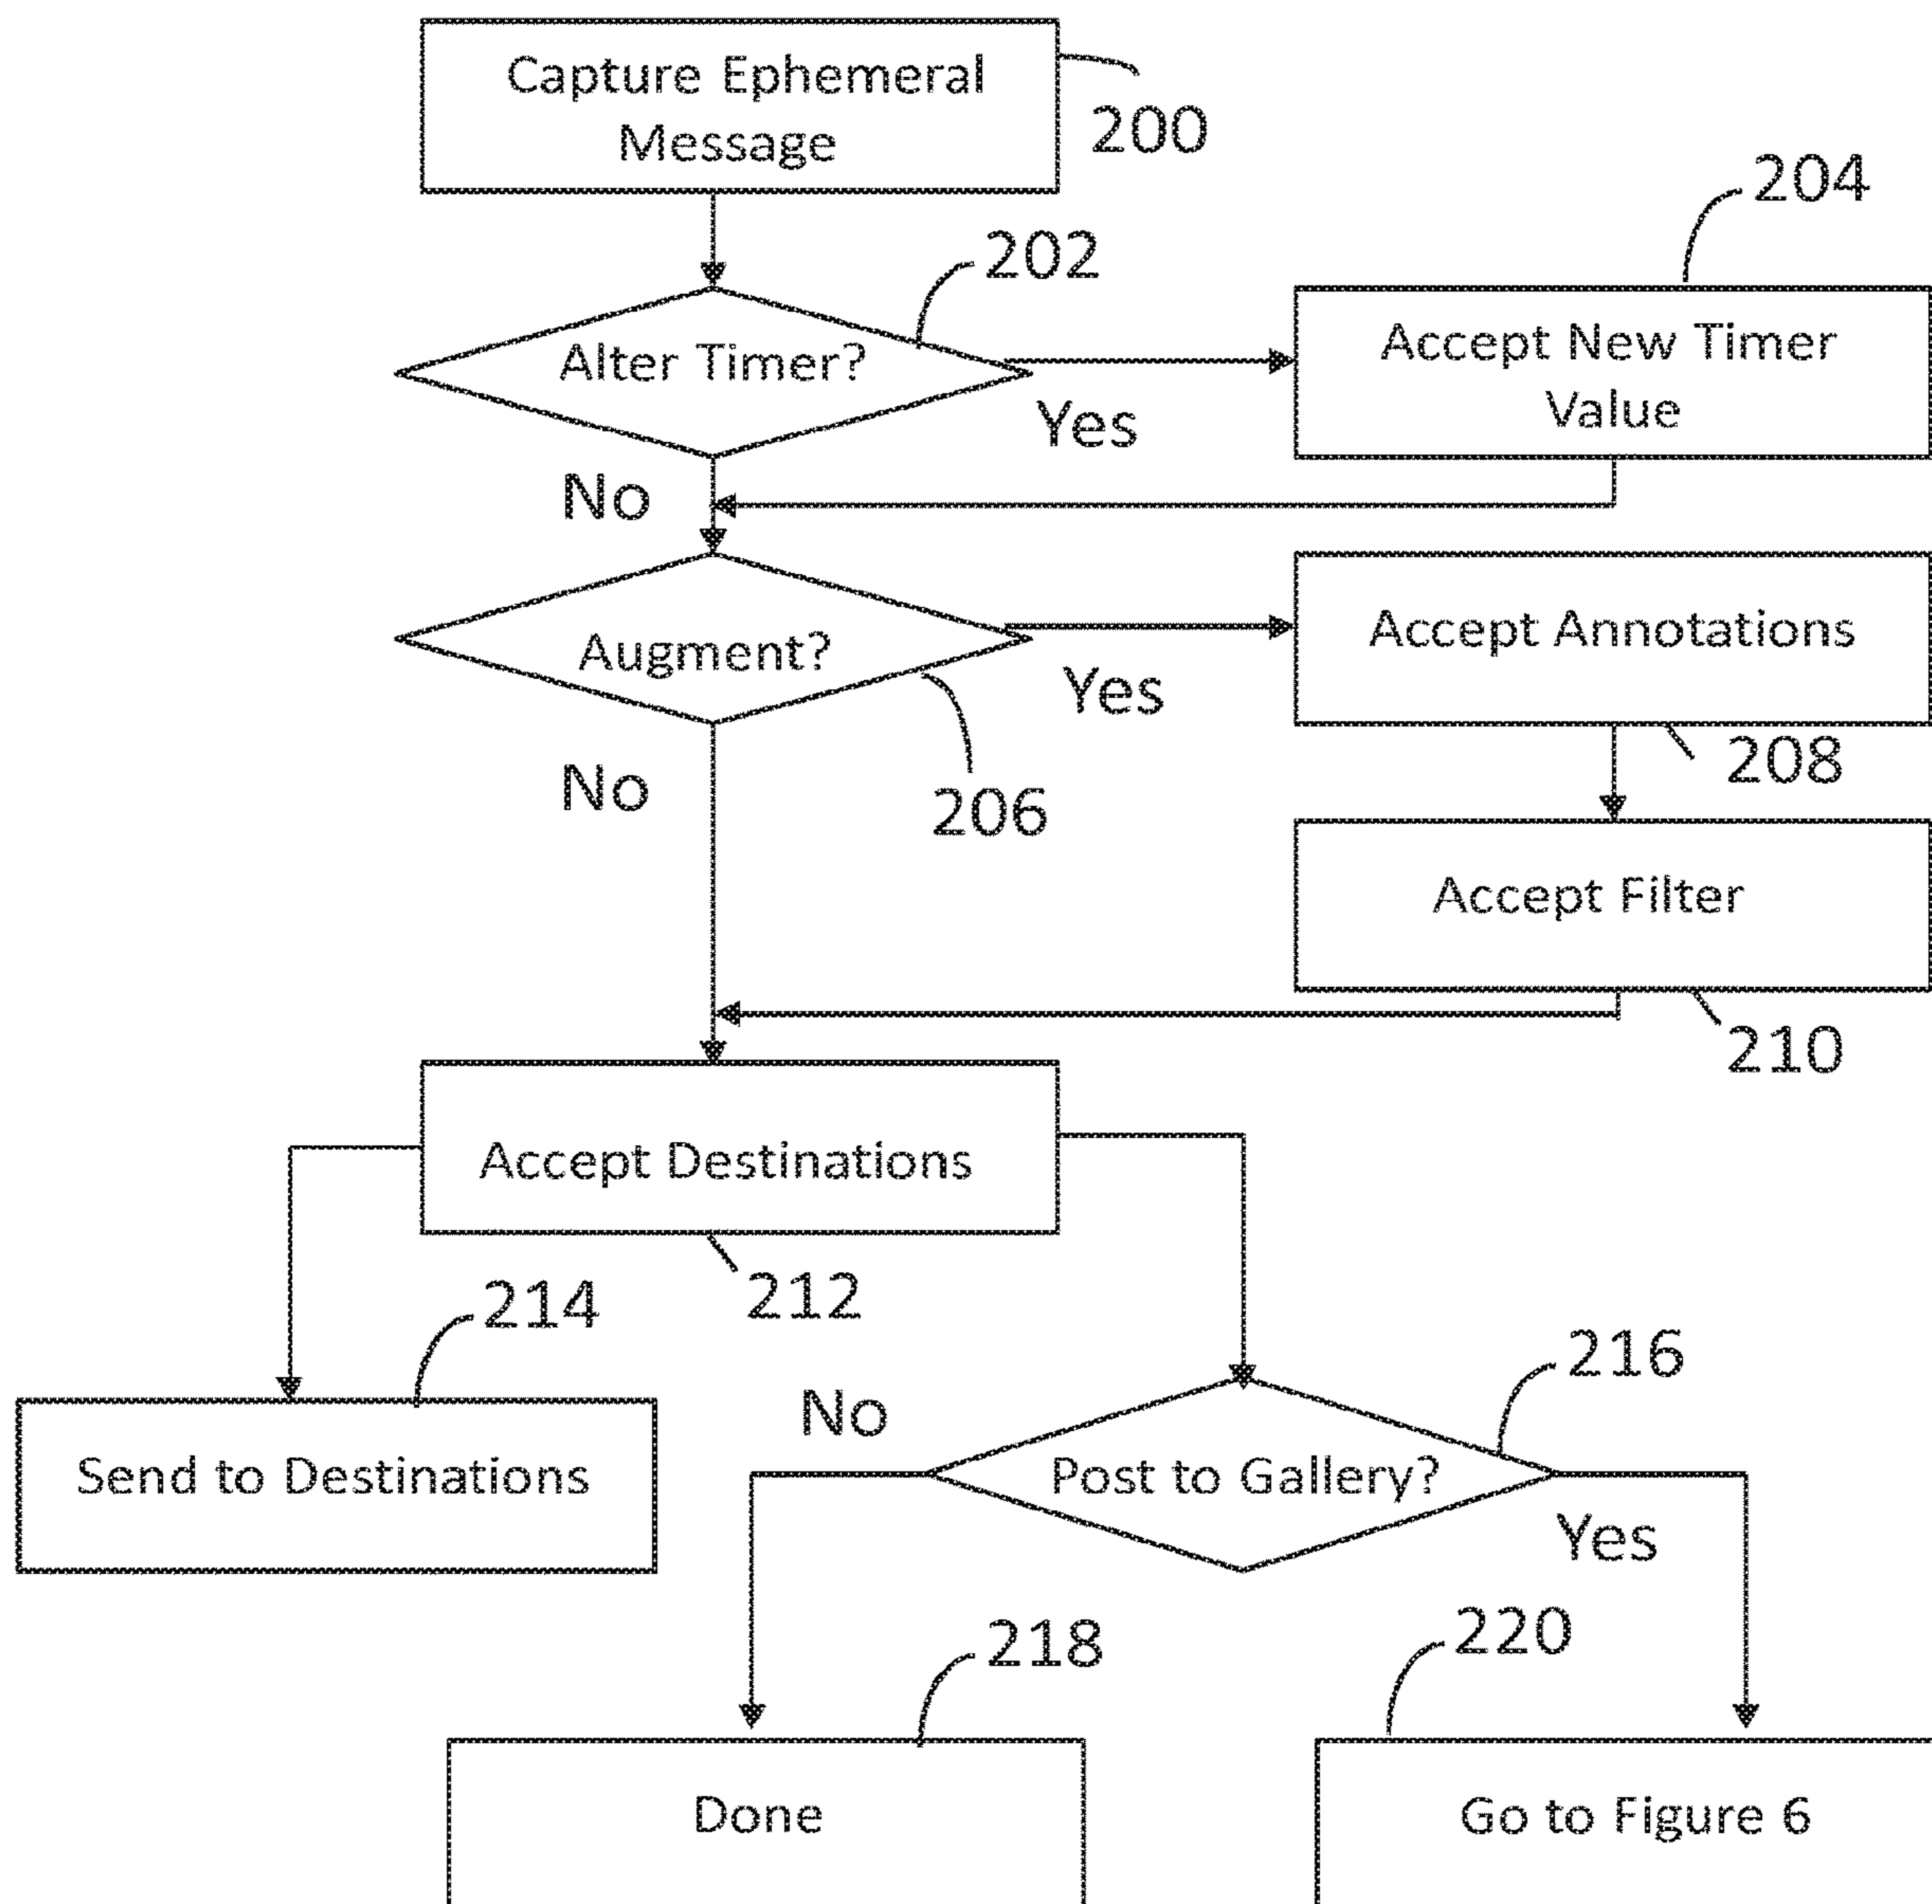 Capture Ephemeral
Message
200
204
202
Alter Timer?
Accept New Timer
Value
Yes
No
Augment?
Accept Annotations
Yes
208
No
206
Accept Filter
210
Accept Destinations
212
214
216
No
Send to Destinations
Post to Gallery?
Yes
218
220
Done
Go to Figure 6